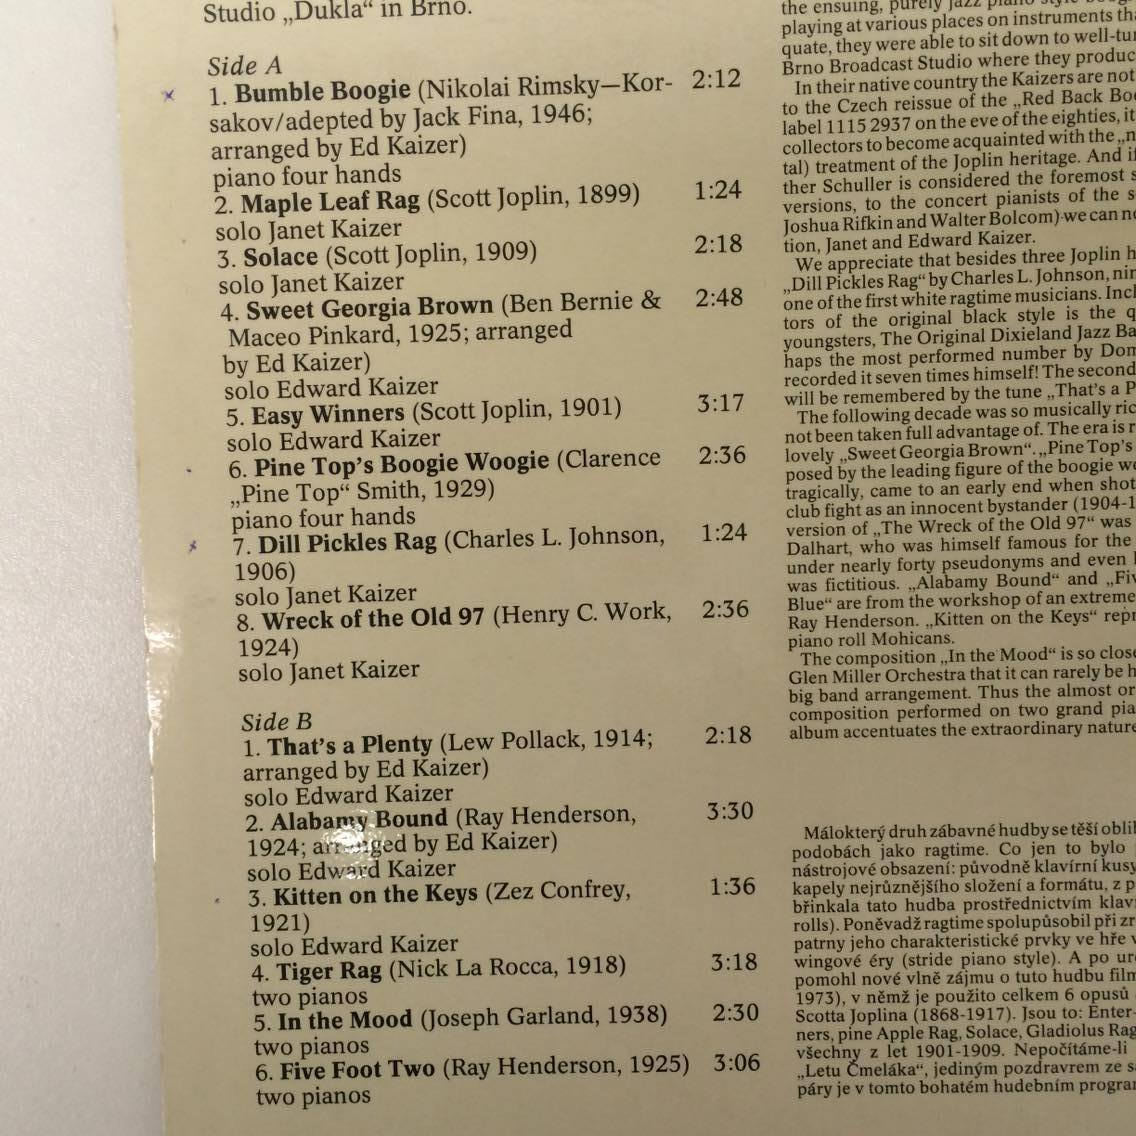 Studio „Dukla“ in Brno.
Side A
1. Bumble Boogie (Nikolai Rimsky—Kor- 2:12
sakov/adepted by Jack Fina, 1946;
arranged by Ed Kaizer)
piano four hands
2. Maple Leaf Rag (Scott Joplin, 1899) 1:24
solo Janet Kaizer
3. Solace (Scott Joplin, 1909) 2:18
solo Janet Kaizer
4. Sweet Georgia Brown (Ben Bernie & 2:48
Maceo Pinkard, 1925; arranged
by Ed Kaizer)
solo Edward Kaizer
5. Easy Winners (Scott Joplin, 1901) 3:17
solo Edward Kaizer
6. Pine Top's Boogie Woogie (Clarence 2:36
„Pine Top“ Smith, 1929)
piano four hands
7. Dill Pickles Rag (Charles L. Johnson, 1:24
1906)
solo Janet Kaizer
8. Wreck of the Old 97 (Henry C. Work, 2:36
1924)
solo Janet Kaizer
Side B
1. That's a Plenty (Lew Pollack, 1914; 2:18
arranged by Ed Kaizer)
solo Edward Kaizer
2. Alabamy Bound (Ray Henderson, 3:30
1924; arranged by Ed Kaizer)
solo Edward Kaizer
3. Kitten on the Keys (Zez Confrey, 1:36
1921)
solo Edward Kaizer
4. Tiger Rag (Nick La Rocca, 1918) 3:18
two pianos
5. In the Mood (Joseph Garland, 1938) 2:30
two pianos
6. Five Foot Two (Ray Henderson, 1925) 3:06
two pianos
the ensuing, purely jazz piano style
playing at various places on instruments
quate, they were able to sit down to
Brno Broadcast Studio where they
In their native country the Kaizers are not
to the Czech reissue of the „Red Back
label 1115 2937 on the eve of the eighties, it
collectors to become acquainted with the
tal) treatment of the Joplin heritage. And
ther Schuller is considered the foremost
versions, to the concert pianists of the
Joshua Rifkin and Walter Bolcom) we can
tion, Janet and Edward Kaizer.
We appreciate that besides three Joplin
„Dill Pickles Rag“ by Charles L. Johnson,
one of the first white ragtime musicians.
tors of the original black style is the
youngsters, The Original Dixieland Jazz
haps the most performed number by
recorded it seven times himself! The second
will be remembered by the tune „That's a
The following decade was so musically
not been taken full advantage of. The era is
lovely „Sweet Georgia Brown“. „Pine Top's
posed by the leading figure of the boogie
tragically, came to an early end when shot
club fight as an innocent bystander
version of „The Wreck of the Old 97“ was
Dalhart, who was himself famous for the
under nearly forty pseudonyms and even
was fictitious. „Alabamy Bound“ and
Blue“ are from the workshop of an
Ray Henderson. „Kitten on the Keys“
piano roll Mohicans.
The composition „In the Mood“ is so
Glen Miller Orchestra that it can rarely be
big band arrangement. Thus the almost
composition performed on two grand
album accentuates the extraordinary
Málokterý druh zábavné hudby se těší
podobách jako ragtime. Co jen to bylo
nástrojové obsazení: původně klavírní kusy
kapely nejrůznějšího složení a formátu, z
břinkala tato hudba prostřednictvím
rolls). Poněvadž ragtime spolupůsobil při
patrny jeho charakteristické prvky ve hře
wingové éry (stride piano style). A po
pomohl nové vlně zájmu o tuto hudbu
1973), v němž je použito celkem 6 opusů
Scotta Joplina (1868-1917). Jsou to: Enter-
ners, pine Apple Rag, Solace, Gladiolus Rag
všechny z let 1901-1909. Nepočítáme-li
„Letu Čmeláka“, jediným pozdravem ze
páry je v tomto bohatém hudebním